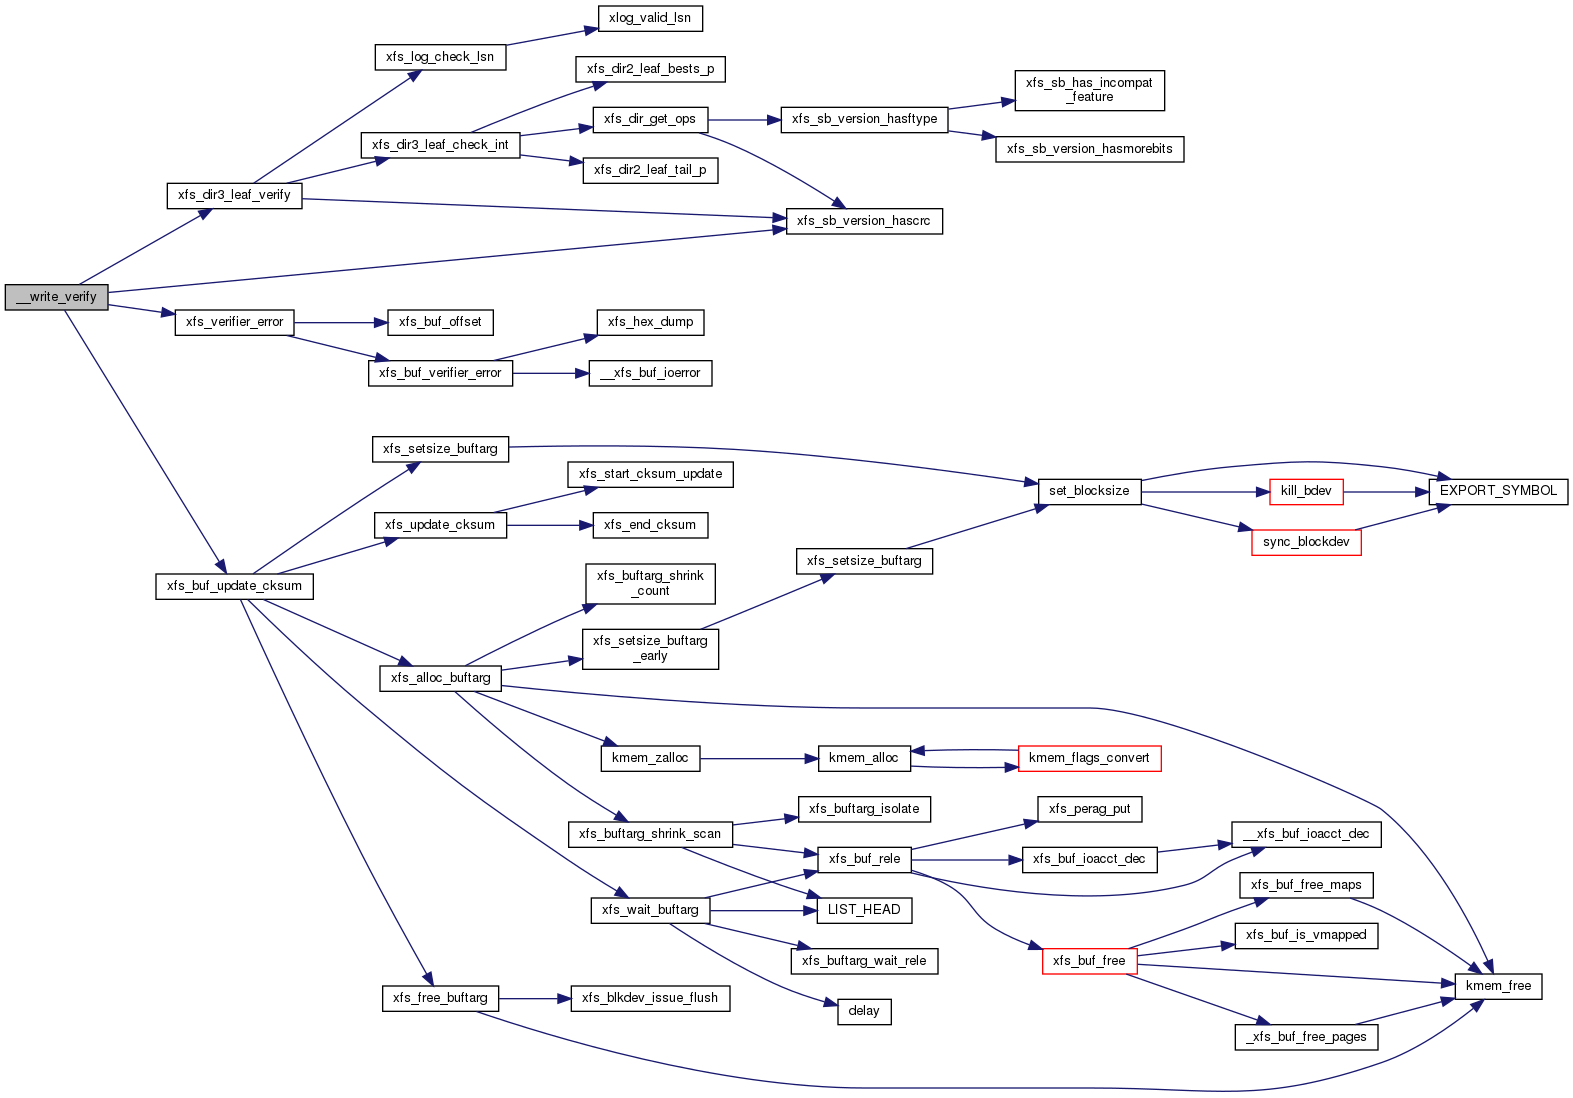 xlog_valid_lsn
xfs_log_check_lsn
xfs_dir2_leaf_bests_p
xfs_sb_has_incompat
_feature
xfs_dir_get_ops
xfs_sb_version_hasftype
xfs_dir3_leaf_check_int
xfs_sb_version_hasmorebits
xfs_dir2_leaf_tail_p
xfs_dir3_leaf_verify
xfs_sb_version_hascrc
__write_verify
xfs_verifier_error
xfs_buf_offset
xfs_hex_dump
xfs_buf_verifier_error
__xfs_buf_ioerror
xfs_setsize_buftarg
xfs_start_cksum_update
set_blocksize
kill_bdev
EXPORT_SYMBOL
xfs_update_cksum
xfs_end_cksum
sync_blockdev
xfs_setsize_buftarg
xfs_buf_update_cksum
xfs_buftarg_shrink
_count
xfs_setsize_buftarg
_early
xfs_alloc_buftarg
kmem_zalloc
kmem_alloc
kmem_flags_convert
xfs_buftarg_isolate
xfs_perag_put
xfs_buftarg_shrink_scan
__xfs_buf_ioacct_dec
xfs_buf_rele
xfs_buf_ioacct_dec
xfs_buf_free_maps
xfs_wait_buftarg
LIST_HEAD
xfs_buf_is_vmapped
xfs_buftarg_wait_rele
xfs_buf_free
kmem_free
xfs_free_buftarg
xfs_blkdev_issue_flush
delay
_xfs_buf_free_pages